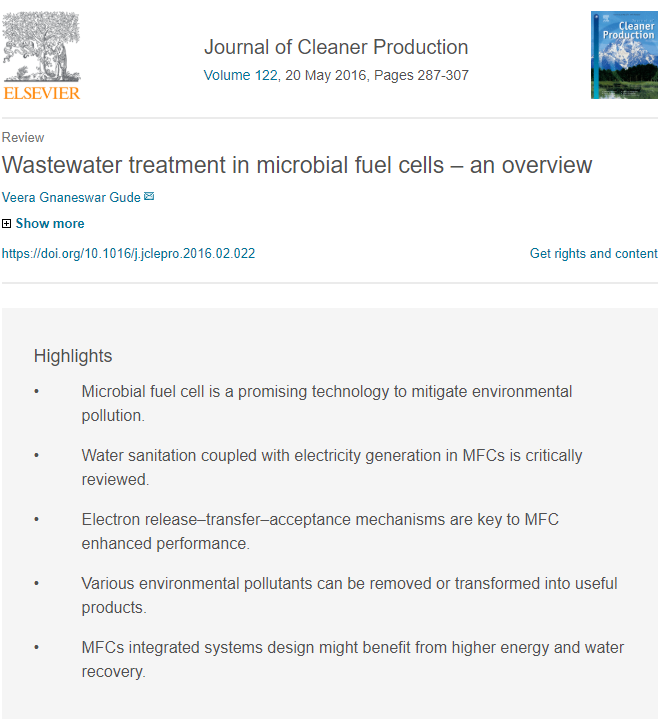 ELSEVIER
Journal of Cleaner Production
Volume 122, 20 May 2016, Pages 287-307
Cleaner
Production
Review
Wastewater treatment in microbial fuel cells – an overview
Veera Gnaneswar Gude
Show more
https://doi.org/10.1016/j.jclepro.2016.02.022
Get rights and content
Highlights
• Microbial fuel cell is a promising technology to mitigate environmental
pollution.
• Water sanitation coupled with electricity generation in MFCs is critically
reviewed.
• Electron release–transfer–acceptance mechanisms are key to MFC
enhanced performance.
• Various environmental pollutants can be removed or transformed into useful
products.
• MFCs integrated systems design might benefit from higher energy and water
recovery.